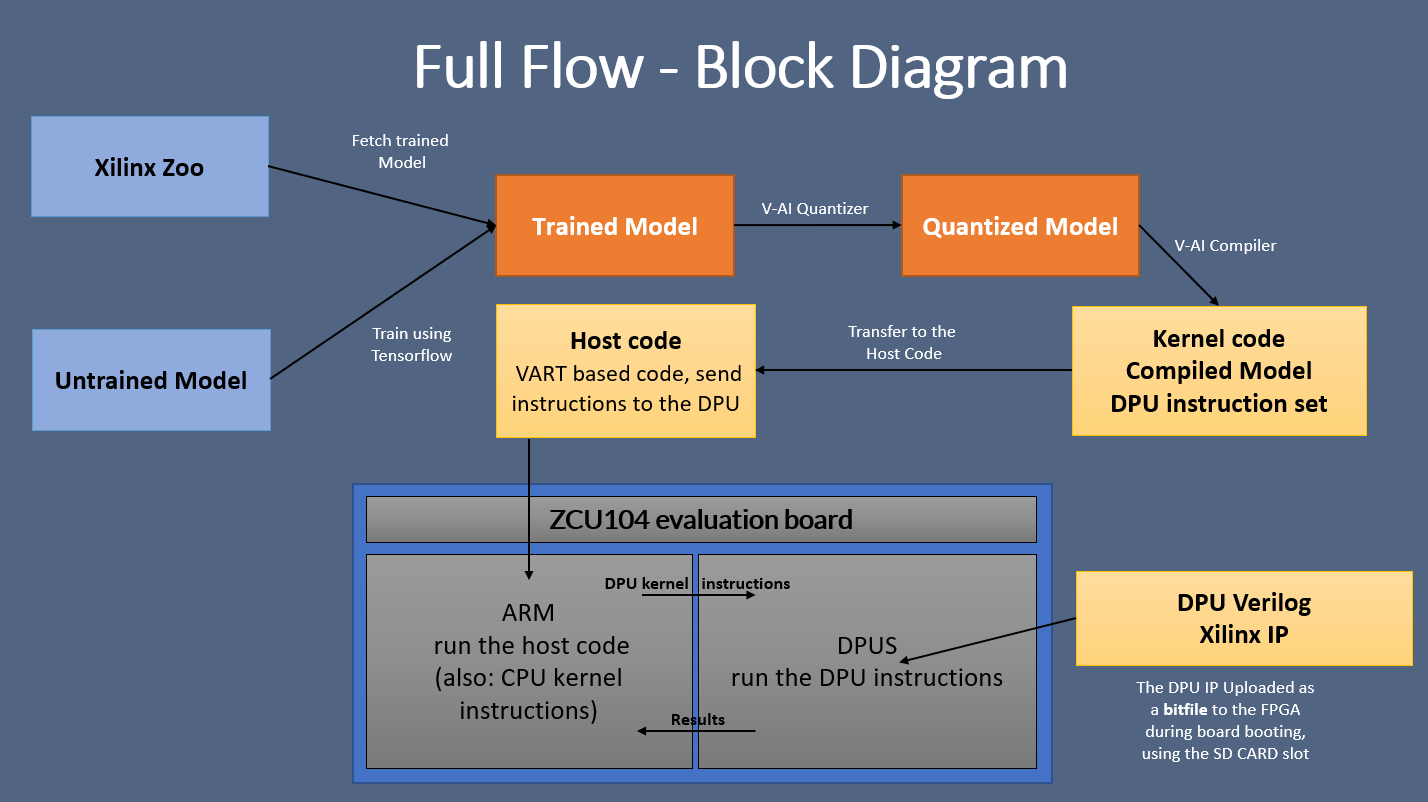 Full Flow - Block Diagram
Xilinx Zoo
Fetch trained
Model
Trained Model
V-AI Quantizer
Quantized Model
V-AI Compiler
Untrained Model
Train using
Tensorflow
Host code
VART based code, send
instructions to the DPU
Transfer to the
Host Code
Kernel code
Compiled Model
DPU instruction set
ZCU104 evaluation board
ARM
run the host code
(also: CPU kernel
instructions)
DPU kernel instructions
Results
DPUS
run the DPU instructions
DPU Verilog
Xilinx IP
The DPU IP Uploaded as
a bitfile to the FPGA
during board booting,
using the SD CARD slot